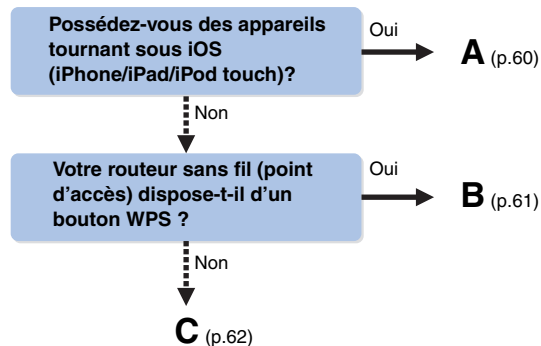 Possédez-vous des appareils
tournant sous iOS
(iPhone/iPad/iPod touch)?
Oui
A (p.60)
Non
Votre routeur sans fil (point
d'accès) dispose-t-il d'un
bouton WPS ?
Oui
B (p.61)
Non
C (p.62)